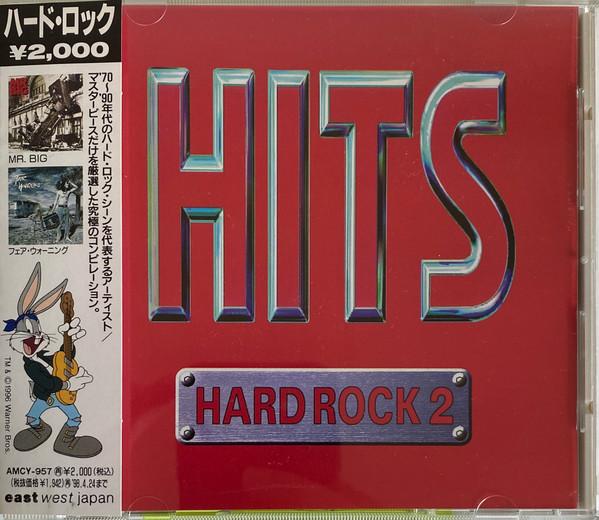 ハード・ロック
¥2,000
MR. BIG
フェア・ウォーニング
'70〜'90年代のハード・ロック・シーンを代表するアーティスト/
マスターピースだけを厳選した究極のコンピレーション。
TM & ©1996 Warner Bros.
AMCY-957 ¥2,000(税込)
(税抜価格¥1,942) '98.4.24まで
east west japan
HITS
HARD ROCK 2